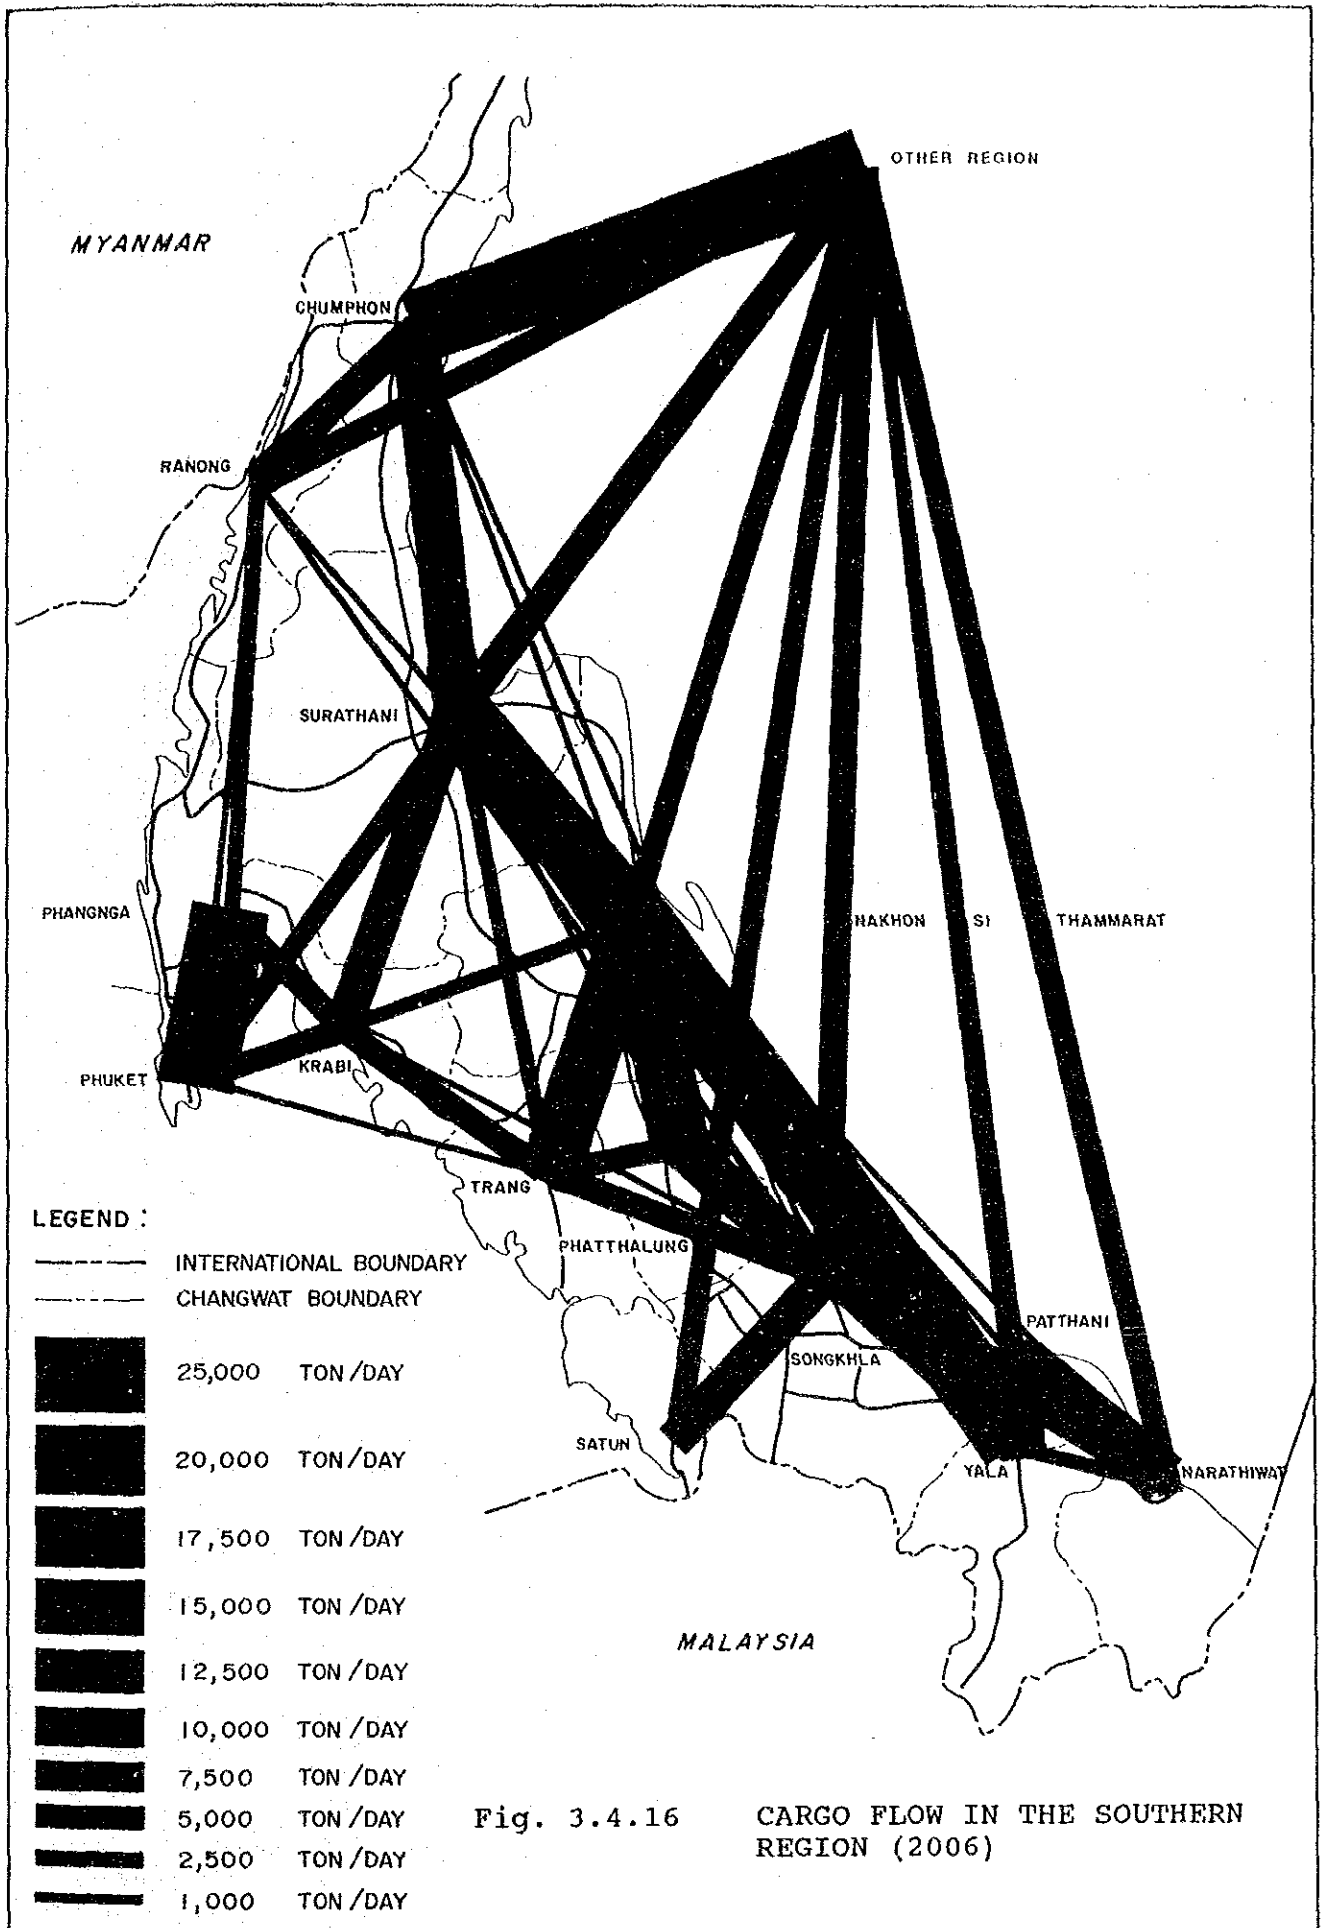 OTHER REGION
MYANMAR
CHUMPHON
RANONG
SURATHANI
PHANGNGA
NAKHON SI THAMMARAT
KRABI
PHUKET
TRANG
LEGEND :
PHATTHALUNG
INTERNATIONAL BOUNDARY
CHANGWAT BOUNDARY
PATTHANI
SONGKHLA
25,000 TON/DAY
SATUN
20,000 TON/DAY
YALA
NARATHIWAT
17,500 TON/DAY
15,000 TON/DAY
MALAYSIA
12,500 TON/DAY
10,000 TON/DAY
7,500 TON/DAY
5,000 TON/DAY
2,500 TON/DAY
1,000 TON/DAY
Fig. 3.4.16 CARGO FLOW IN THE SOUTHERN
REGION (2006)